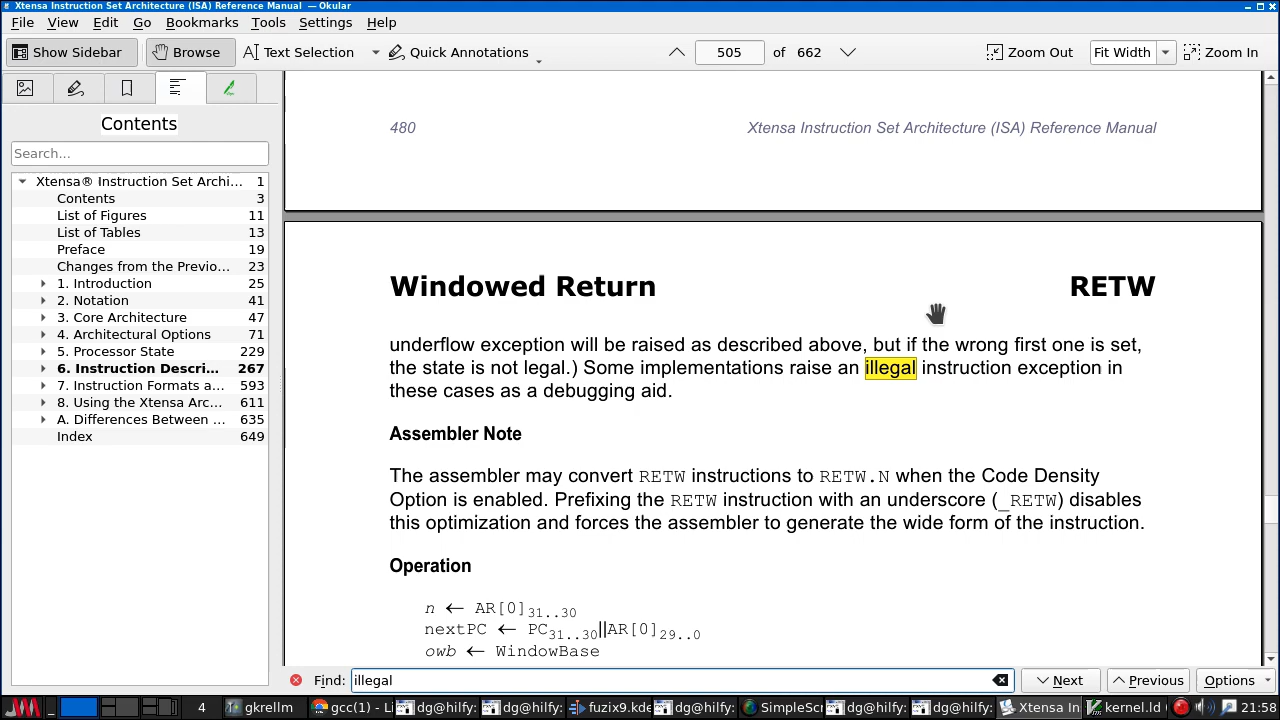 Xtensa Instruction Set Architecture (ISA) Reference Manual — Okular
File View Edit Go Bookmarks Tools Settings Help
Show Sidebar Browse Text Selection Quick Annotations 505 of 662 Zoom Out Fit Width Zoom In
Contents
Search...
Xtensa® Instruction Set Archi... 1
Contents 3
List of Figures 11
List of Tables 13
Preface 19
Changes from the Previo... 23
1. Introduction 25
2. Notation 41
3. Core Architecture 47
4. Architectural Options 71
5. Processor State 229
6. Instruction Descri... 267
7. Instruction Formats a... 593
8. Using the Xtensa Arc... 611
A. Differences Between ... 635
Index 649
480 Xtensa Instruction Set Architecture (ISA) Reference Manual
Windowed Return RETW
underflow exception will be raised as described above, but if the wrong first one is set,
the state is not legal.) Some implementations raise an illegal instruction exception in
these cases as a debugging aid.
Assembler Note
The assembler may convert RETW instructions to RETW.N when the Code Density
Option is enabled. Prefixing the RETW instruction with an underscore (_RETW) disables
this optimization and forces the assembler to generate the wide form of the instruction.
Operation
n ← AR[0]31..30
nextPC ← PC31..30||AR[0]29..0
owb ← WindowBase
Find: illegal Next Previous Options
4 gkrellm gcc(1) - Li dg@hilfy: dg@hilfy: fuzix9.kde dg@hilfy: SimpleScr dg@hilfy: dg@hilfy: Xtensa In kernel.ld 21:58